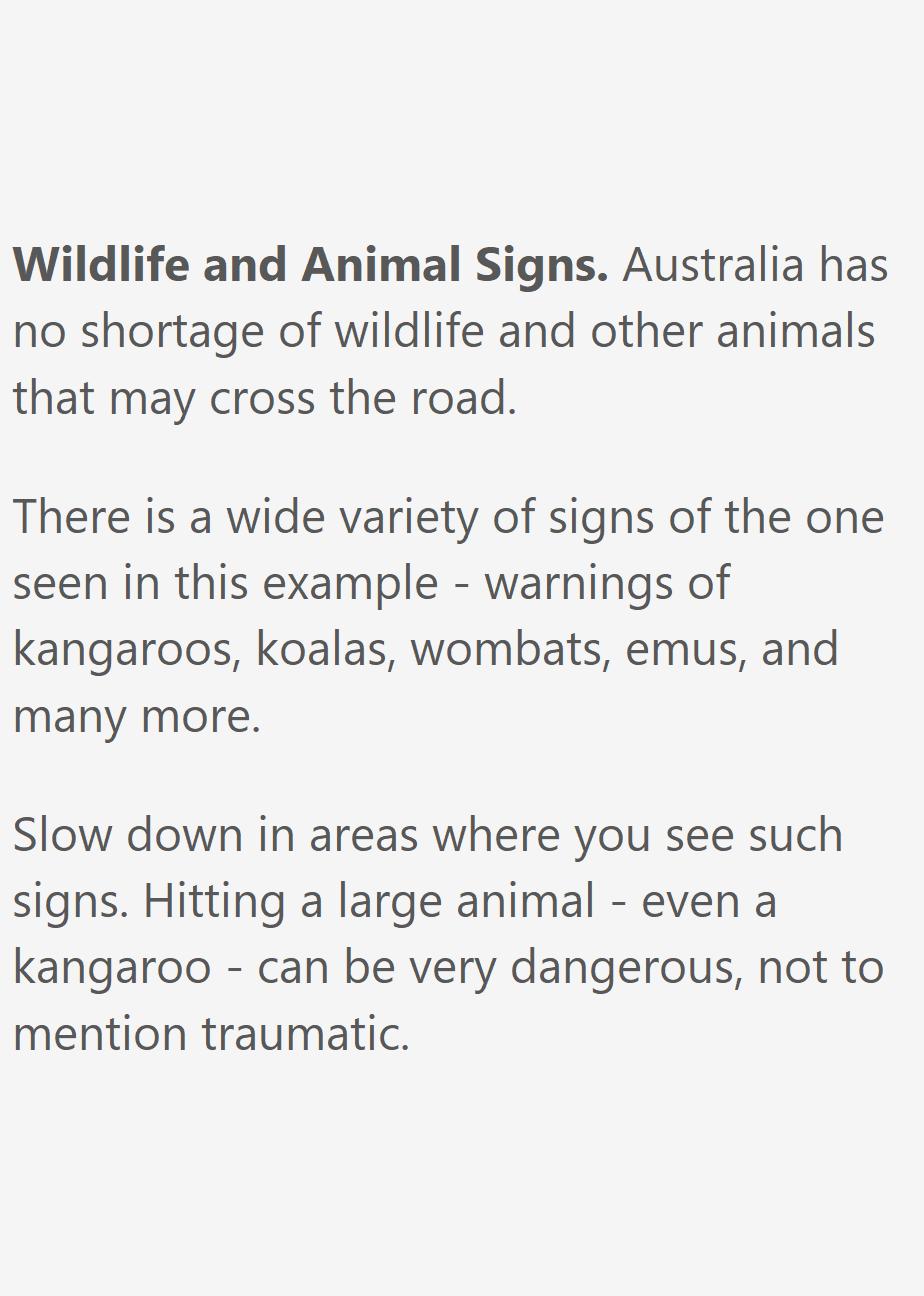 Wildlife and Animal Signs. Australia has
no shortage of wildlife and other animals
that may cross the road.
There is a wide variety of signs of the one
seen in this example - warnings of
kangaroos, koalas, wombats, emus, and
many more.
Slow down in areas where you see such
signs. Hitting a large animal - even a
kangaroo - can be very dangerous, not to
mention traumatic.